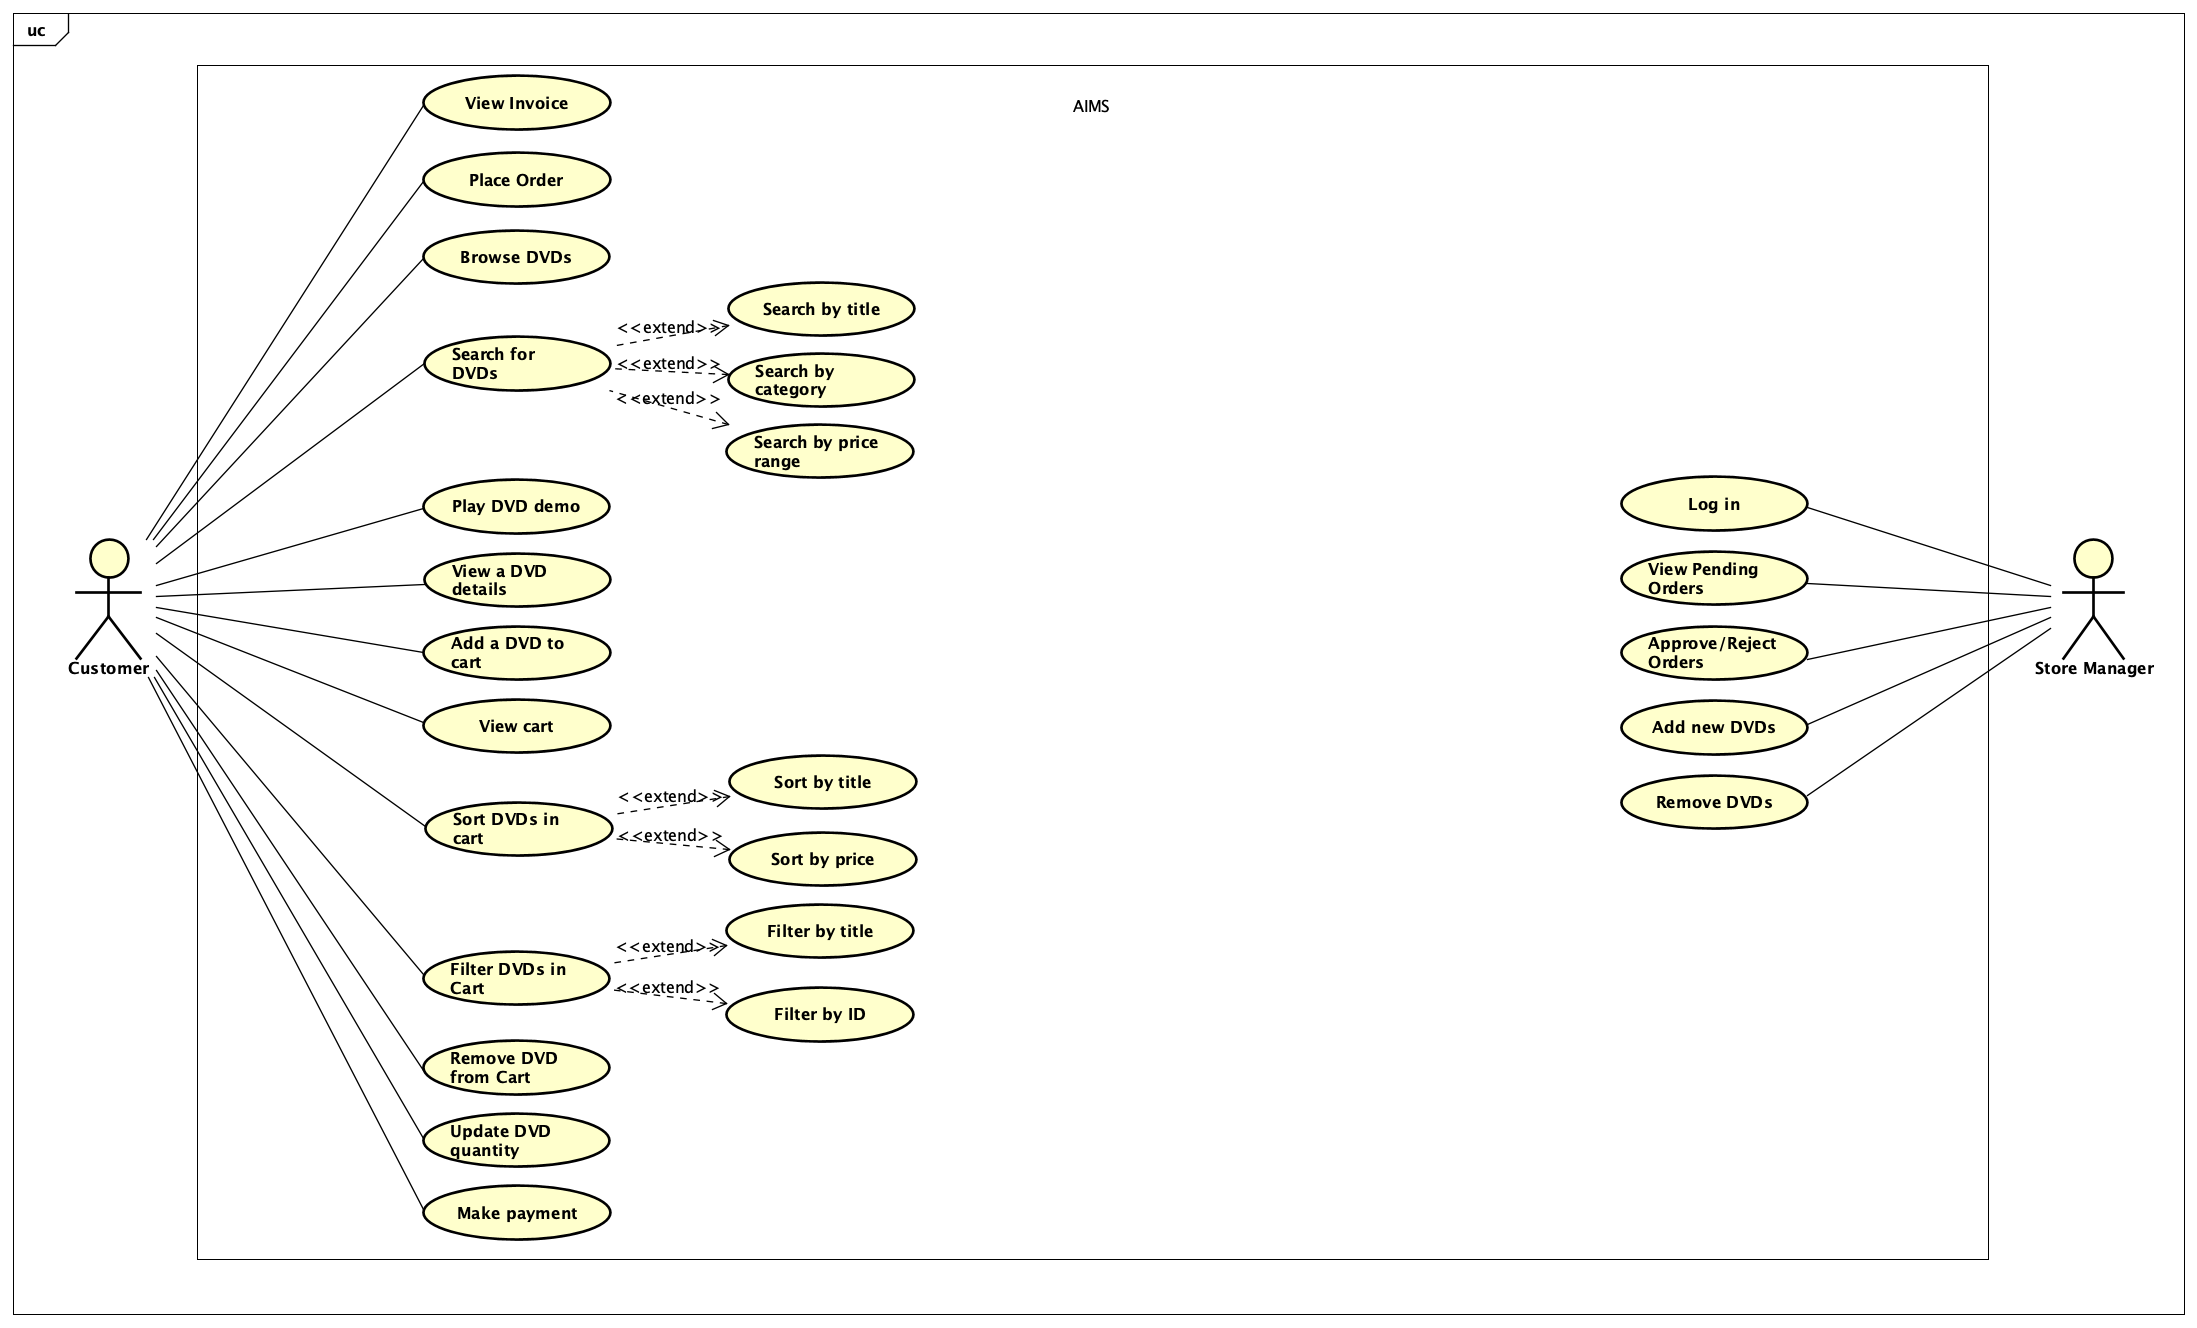 uc
AIMS
View Invoice
Place Order
Browse DVDs
Search for
DVDs
<<extend>>
Search by title
<<extend>>
Search by
category
<<extend>>
Search by price
range
Play DVD demo
View a DVD
details
Add a DVD to
cart
View cart
Customer
Sort DVDs in
cart
<<extend>>
Sort by title
<<extend>>
Sort by price
Filter DVDs in
Cart
<<extend>>
Filter by title
<<extend>>
Filter by ID
Remove DVD
from Cart
Update DVD
quantity
Make payment
Log in
View Pending
Orders
Approve/Reject
Orders
Add new DVDs
Remove DVDs
Store Manager